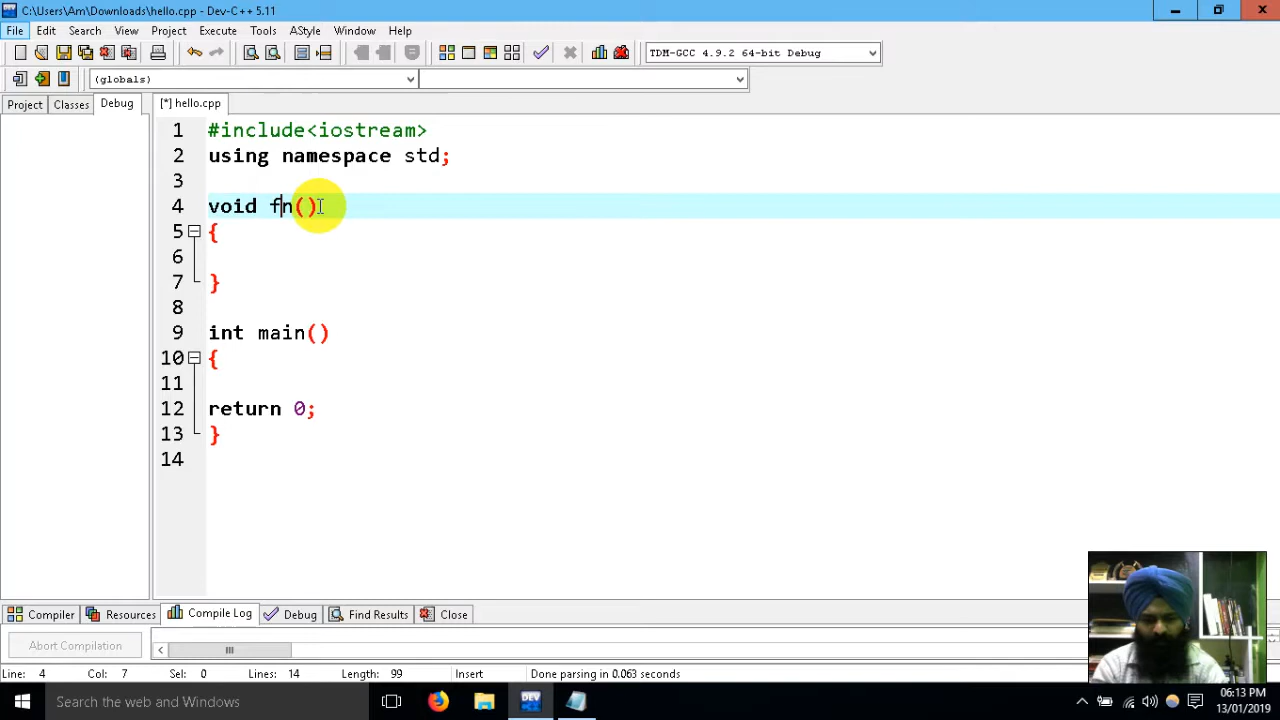 C:\Users\Am\Downloads\hello.cpp - Dev-C++ 5.11
File Edit Search View Project Execute Tools AStyle Window Help
TDM-GCC 4.9.2 64-bit Debug
(globals)
Project Classes Debug [*] hello.cpp
1 #include<iostream>
2 using namespace std;
3
4 void fn()
5 {
6
7 }
8
9 int main()
10 {
11
12 return 0;
13 }
14
Compiler Resources Compile Log Debug Find Results Close
Abort Compilation
Line: 4 Col: 7 Sel: 0 Lines: 14 Length: 99 Insert Done parsing in 0.063 seconds
Search the web and Windows
DEV
06:13 PM
13/01/2019